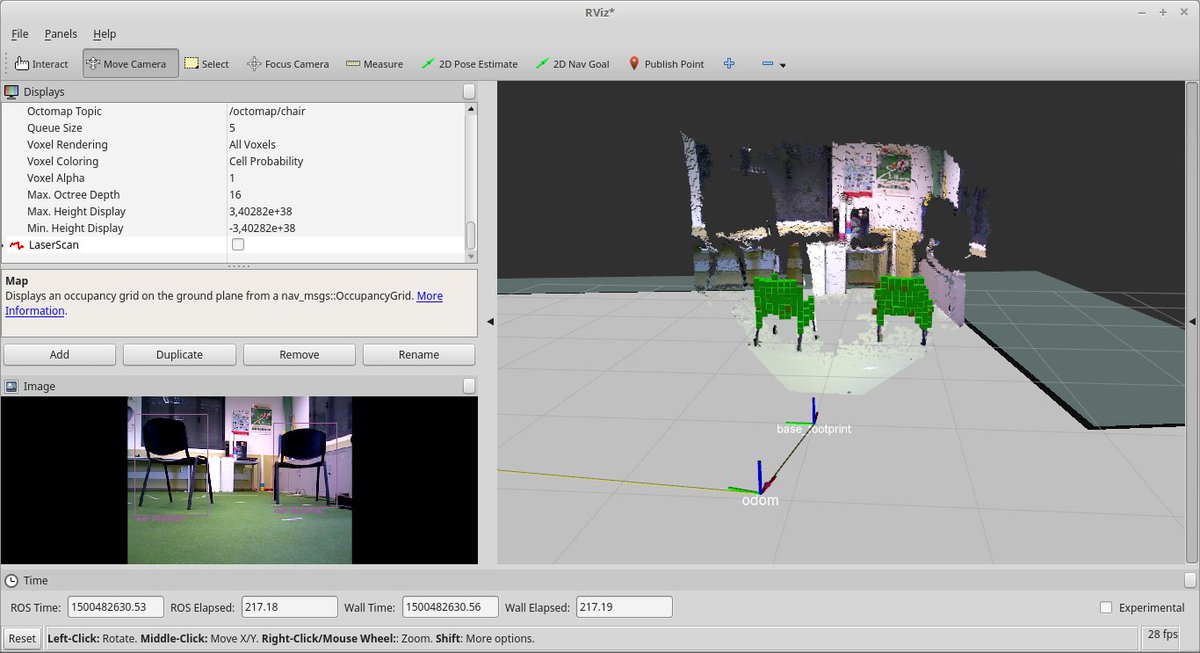 RViz*
File Panels Help
Interact Move Camera Select Focus Camera Measure 2D Pose Estimate 2D Nav Goal Publish Point
Displays
Octomap Topic /octomap/chair
Queue Size 5
Voxel Rendering All Voxels
Voxel Coloring Cell Probability
Voxel Alpha 1
Max. Octree Depth 16
Max. Height Display 3,40282e+38
Min. Height Display -3,40282e+38
LaserScan
Map
Displays an occupancy grid on the ground plane from a nav_msgs::OccupancyGrid. More
Information.
Add Duplicate Remove Rename
Image
odom
Time
ROS Time: 1500482630.53 ROS Elapsed: 217.18 Wall Time: 1500482630.56 Wall Elapsed: 217.19 Experimental
Reset Left-Click: Rotate. Middle-Click: Move X/Y. Right-Click/Mouse Wheel:: Zoom. Shift: More options. 28 fps